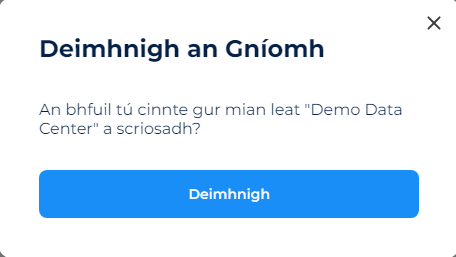 Deimhnigh an Gníomh
An bhfuil tú cinnte gur mian leat "Demo Data
Center" a scriosadh?
Deimhnigh